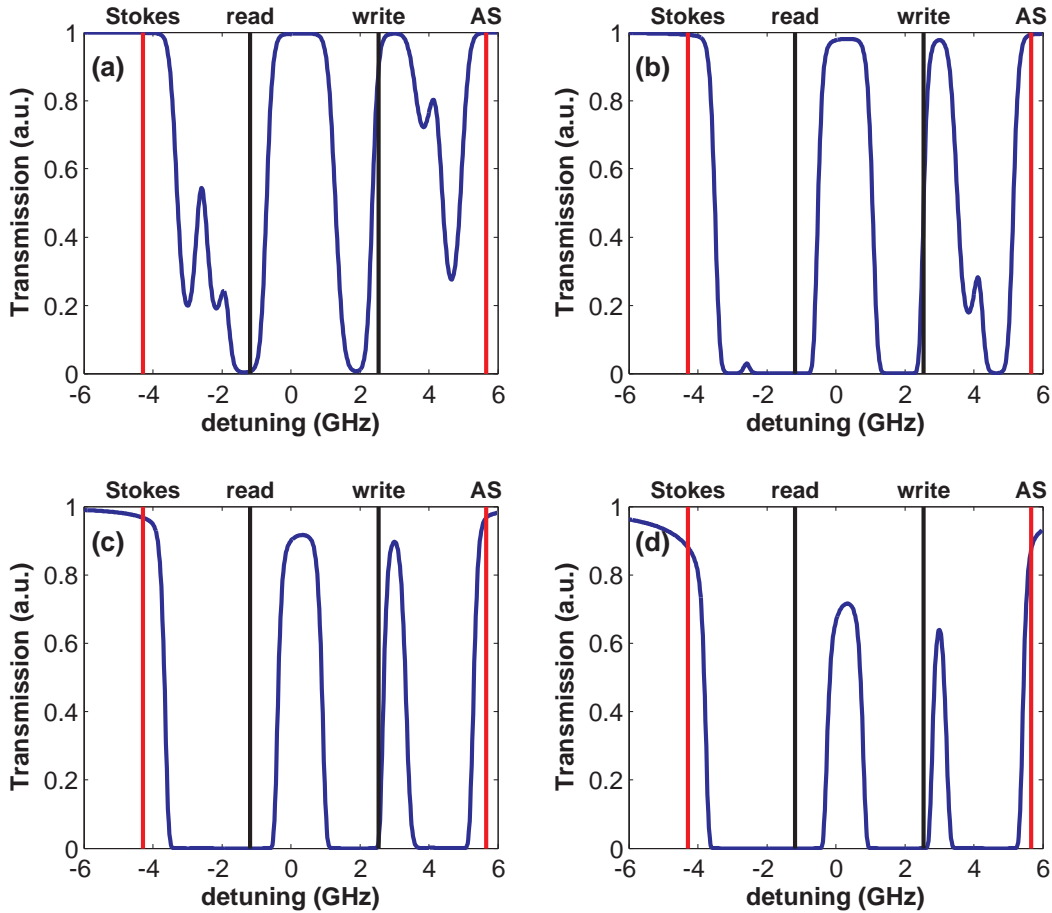 Stokes read write AS
(a)
Transmission (a.u.)
1
0.8
0.6
0.4
0.2
0
-6 -4 -2 0 2 4 6
detuning (GHz)
Stokes read write AS
(b)
Transmission (a.u.)
1
0.8
0.6
0.4
0.2
0
-6 -4 -2 0 2 4 6
detuning (GHz)
Stokes read write AS
(c)
Transmission (a.u.)
1
0.8
0.6
0.4
0.2
0
-6 -4 -2 0 2 4 6
detuning (GHz)
Stokes read write AS
(d)
Transmission (a.u.)
1
0.8
0.6
0.4
0.2
0
-6 -4 -2 0 2 4 6
detuning (GHz)